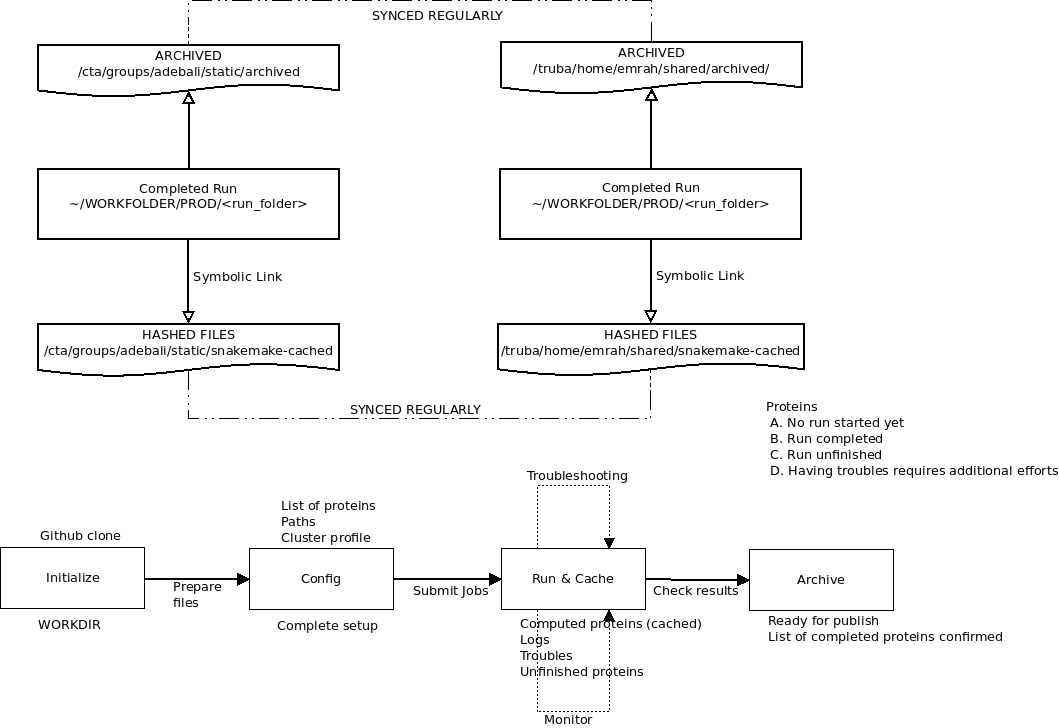 SYNCED REGULARLY
ARCHIVED
/cta/groups/adebali/static/archived
ARCHIVED
/truba/home/emrah/shared/archived/
Completed Run
~/WORKFOLDER/PROD/<run_folder>
Completed Run
~/WORKFOLDER/PROD/<run_folder>
Symbolic Link
Symbolic Link
HASHED FILES
/cta/groups/adebali/static/snakemake-cached
HASHED FILES
/truba/home/emrah/shared/snakemake-cached
SYNCED REGULARLY
Proteins
A. No run started yet
B. Run completed
C. Run unfinished
D. Having troubles requires additional efforts
Github clone
Initialize
WORKDIR
Prepare
files
List of proteins
Paths
Cluster profile
Config
Complete setup
Submit Jobs
Troubleshooting
Run & Cache
Computed proteins (cached)
Logs
Troubles
Unfinished proteins
Monitor
Check results
Archive
Ready for publish
List of completed proteins confirmed